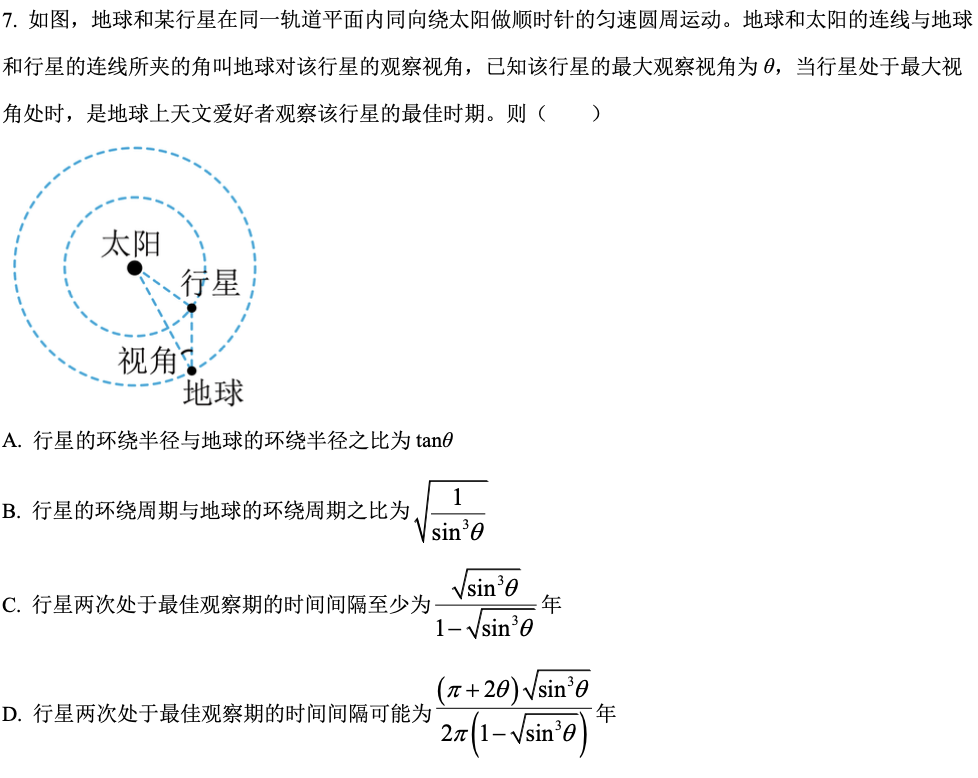 7. 如图，地球和某行星在同一轨道平面内同向绕太阳做顺时针的匀速圆周运动。地球和太阳的连线与地球
和行星的连线所夹的角叫地球对该行星的观察视角，已知该行星的最大观察视角为 θ，当行星处于最大视
角处时，是地球上天文爱好者观察该行星的最佳时期。则（　　）
太阳
行星
视角
地球
A. 行星的环绕半径与地球的环绕半径之比为 tanθ
B. 行星的环绕周期与地球的环绕周期之比为 $\sqrt{\frac{1}{\sin^3\theta}}$
C. 行星两次处于最佳观察期的时间间隔至少为 $\frac{\sqrt{\sin^3\theta}}{1-\sqrt{\sin^3\theta}}$ 年
D. 行星两次处于最佳观察期的时间间隔可能为 $\frac{(\pi+2\theta)\sqrt{\sin^3\theta}}{2\pi\left(1-\sqrt{\sin^3\theta}\right)}$ 年